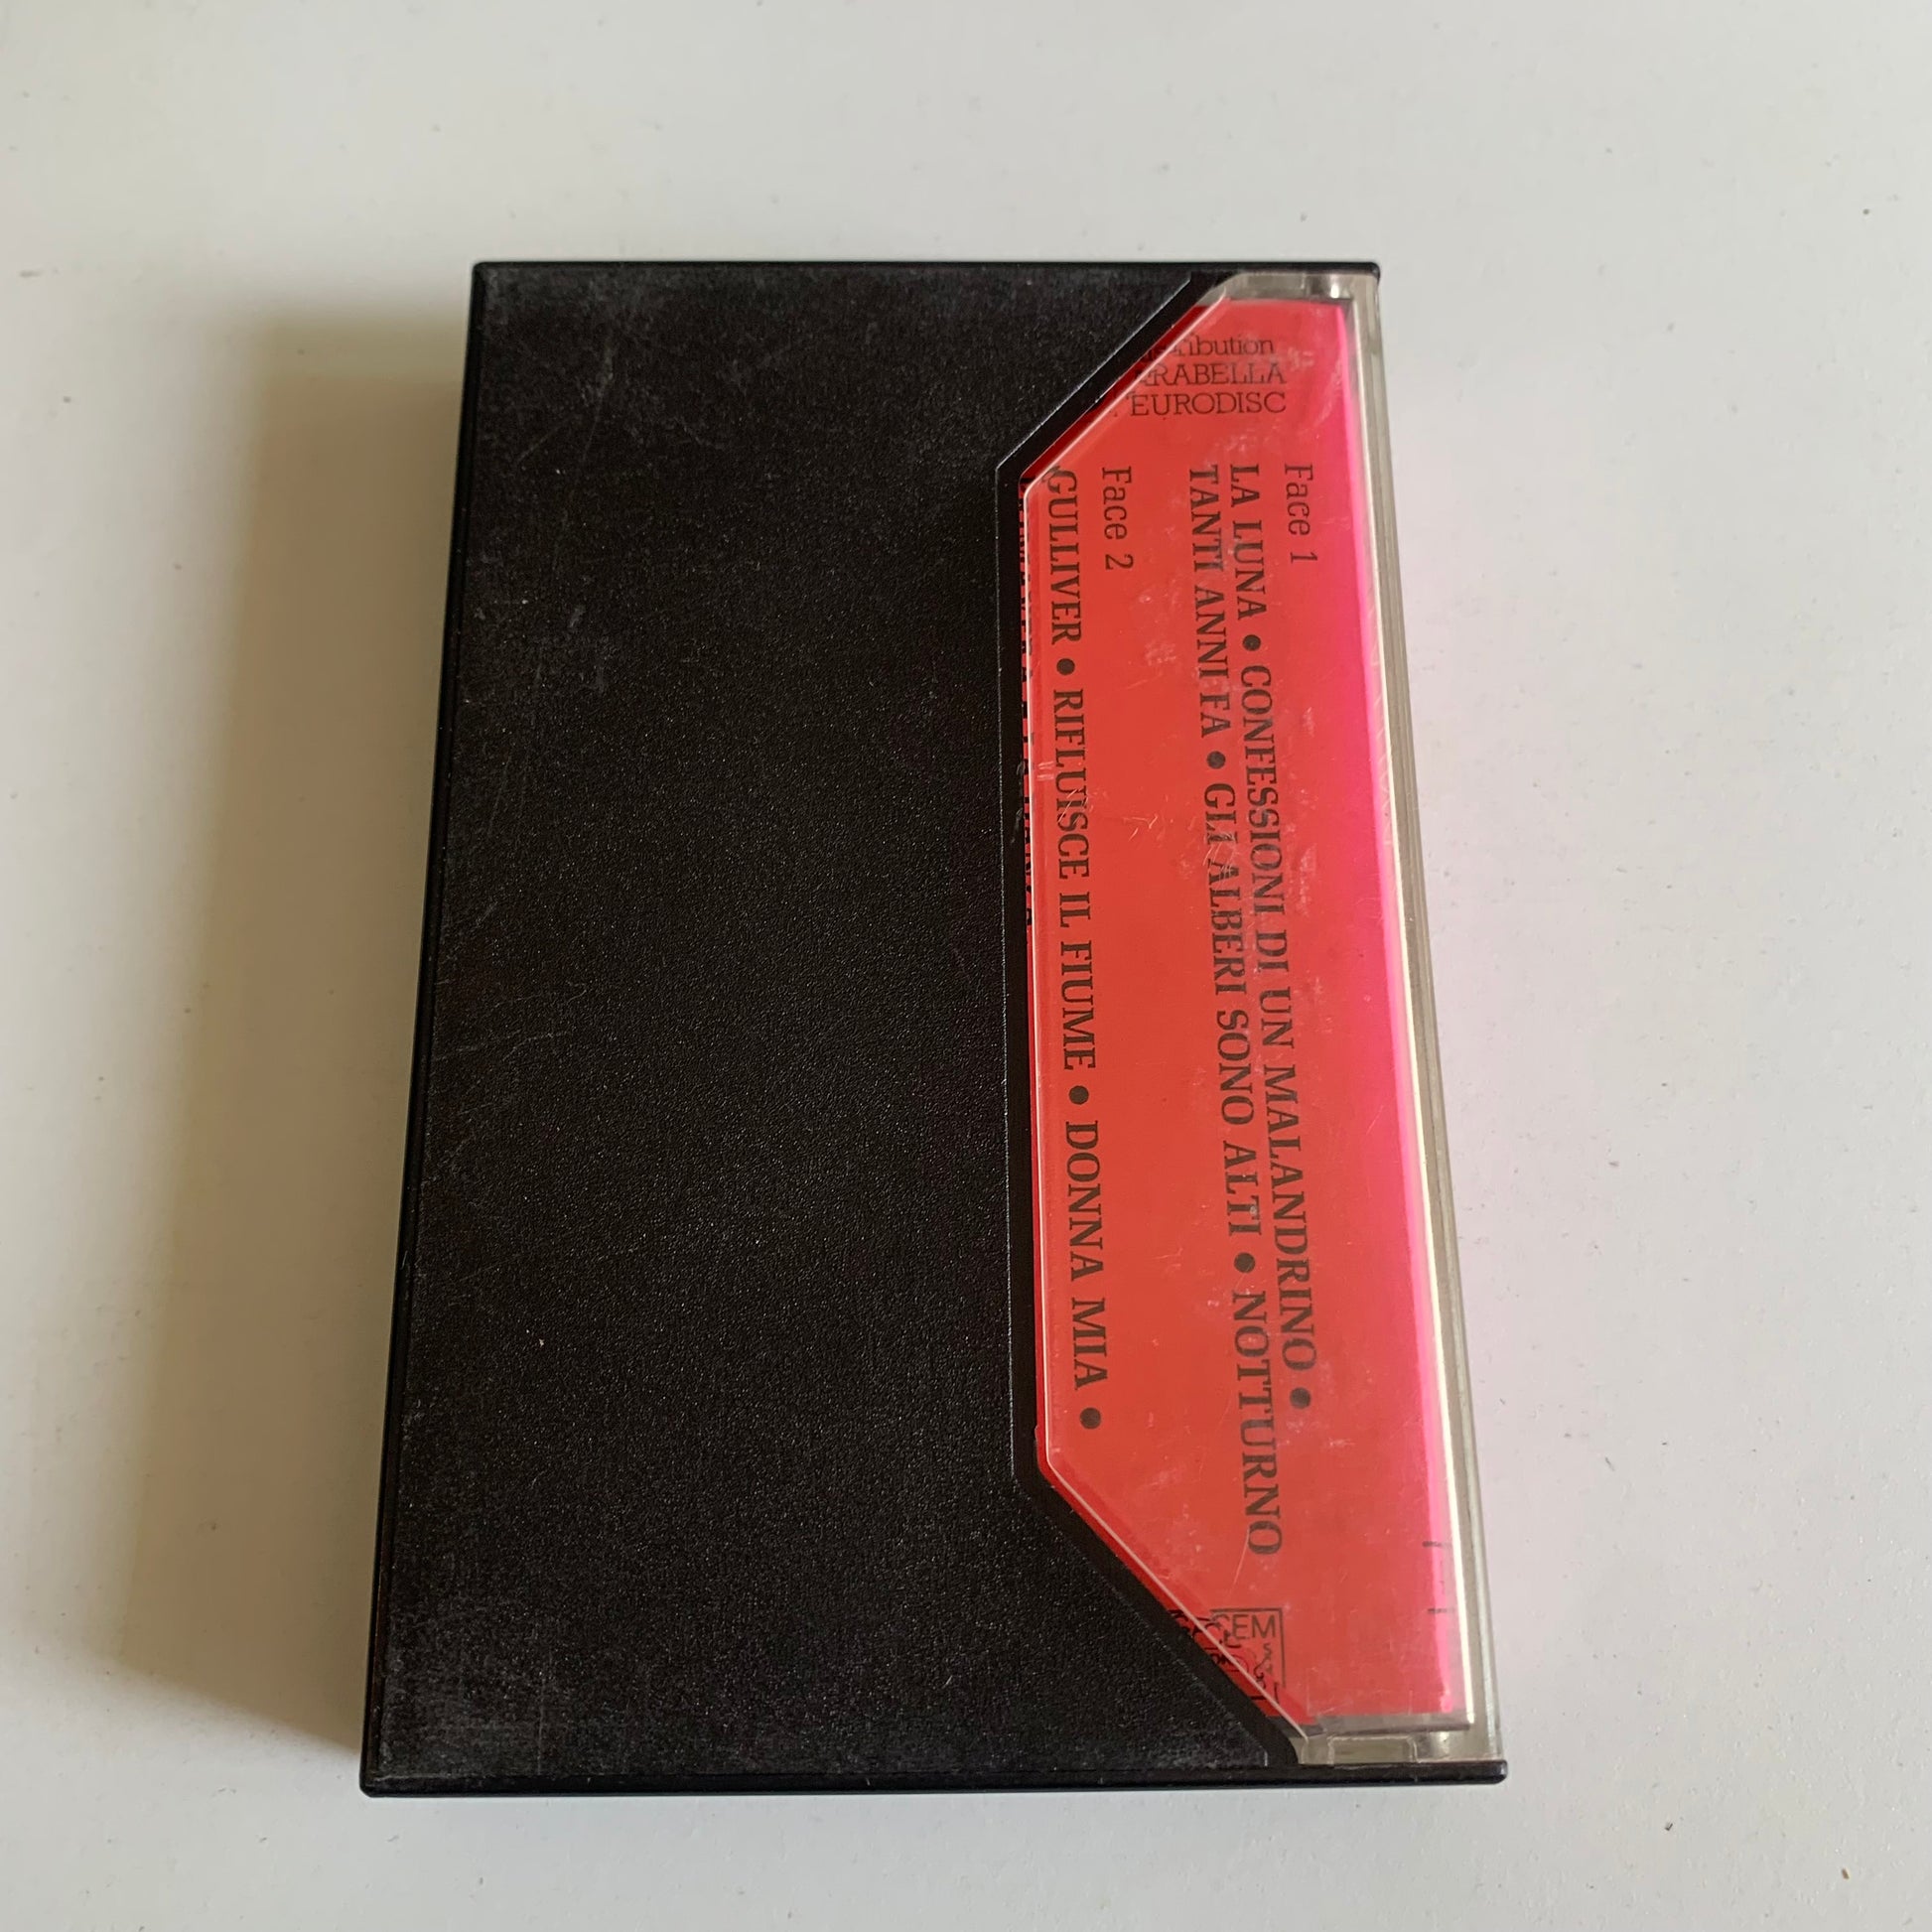 ARABELLA
EURODISC
Face 1
LA LUNA • CONFESSIONI DI UN MALANDRINO •
TANTI ANNI FA • GLI ALBERI SONO ALTI • NOTTURNO
Face 2
GULLIVER • RIFLUISCE IL FIUME • DONNA MIA •